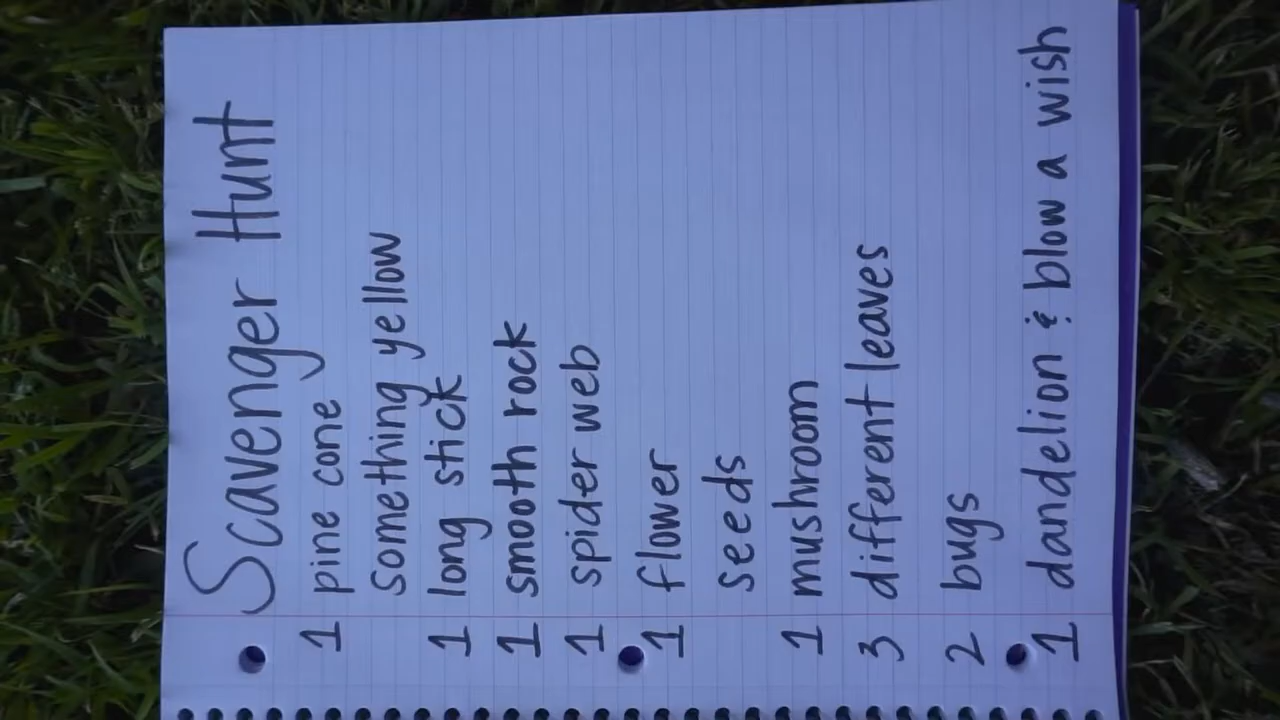 Scavenger Hunt
1 pine cone
something yellow
1 long stick
1 smooth rock
1 spider web
1 flower
seeds
1 mushroom
3 different leaves
2 bugs
1 dandelion & blow a wish